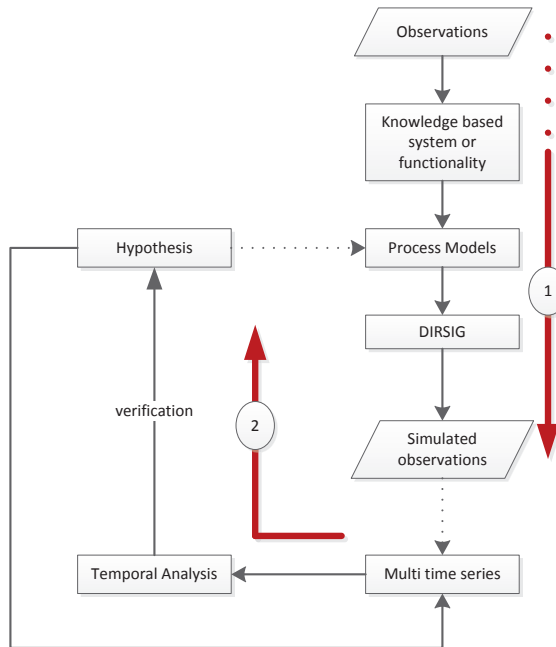 Observations
Knowledge based
system or
functionality
Hypothesis
Process Models
1
DIRSIG
verification
2
Simulated
observations
Temporal Analysis
Multi time series